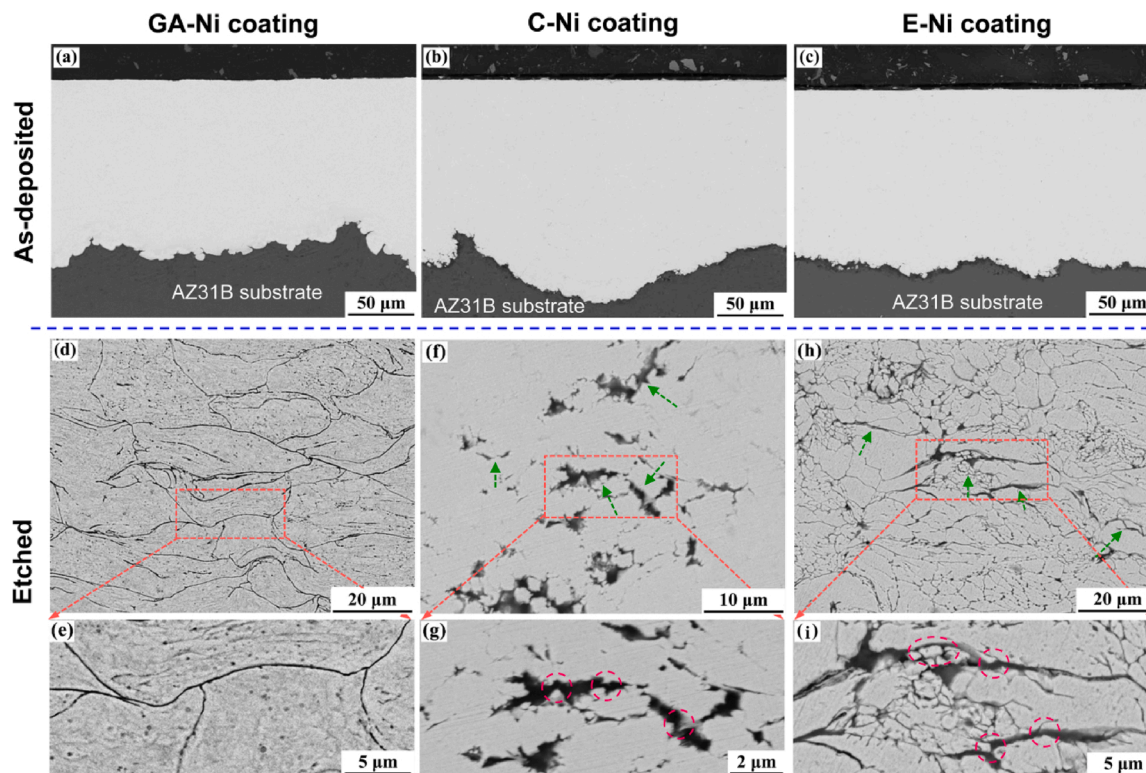 GA-Ni coating C-Ni coating E-Ni coating
As-deposited
(a) (b) (c)
AZ31B substrate AZ31B substrate AZ31B substrate
50 µm 50 µm 50 µm
Etched
(d) (f) (h)
20 µm 10 µm 20 µm
(e) (g) (i)
5 µm 2 µm 5 µm